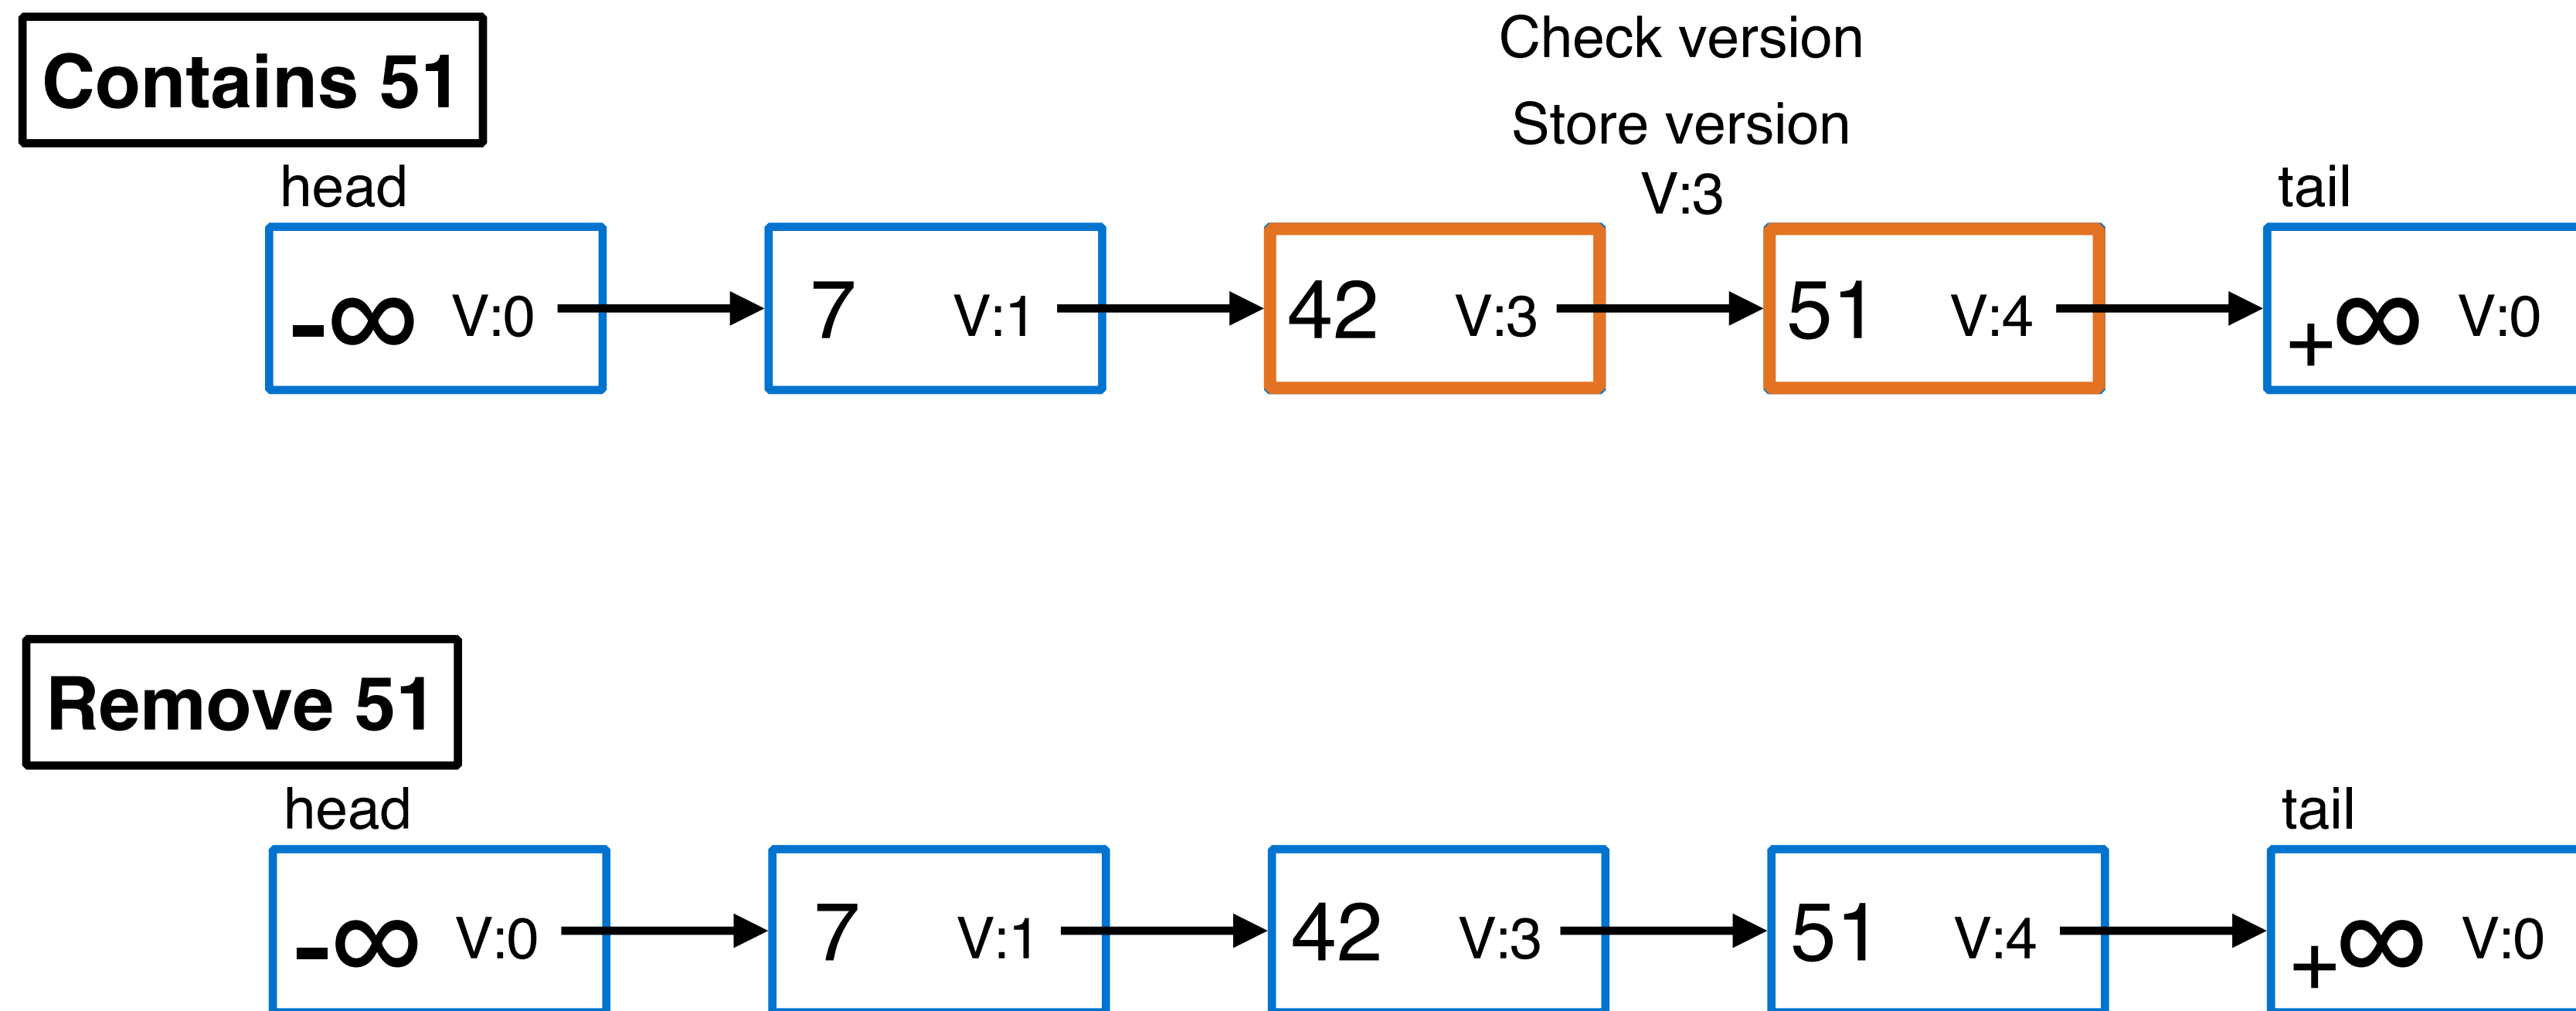 Contains 51
Check version
Store version
V:3
head
tail
-∞ V:0
7 V:1
42 V:3
51 V:4
+∞ V:0
Remove 51
head
tail
-∞ V:0
7 V:1
42 V:3
51 V:4
+∞ V:0